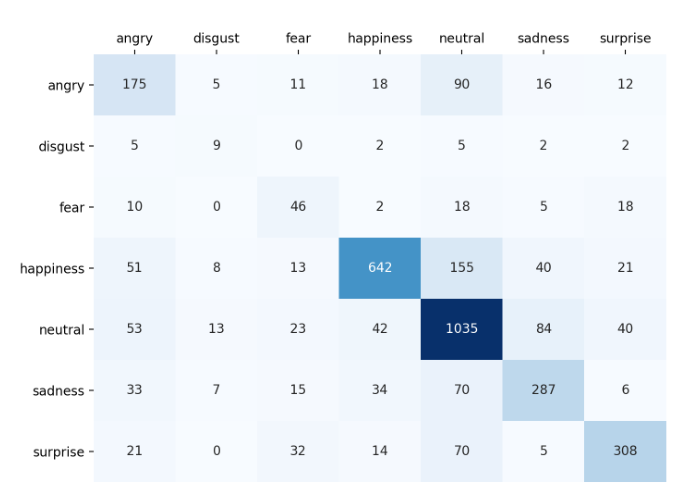 angry disgust fear happiness neutral sadness surprise
angry 175 5 11 18 90 16 12
disgust 5 9 0 2 5 2 2
fear 10 0 46 2 18 5 18
happiness 51 8 13 642 155 40 21
neutral 53 13 23 42 1035 84 40
sadness 33 7 15 34 70 287 6
surprise 21 0 32 14 70 5 308